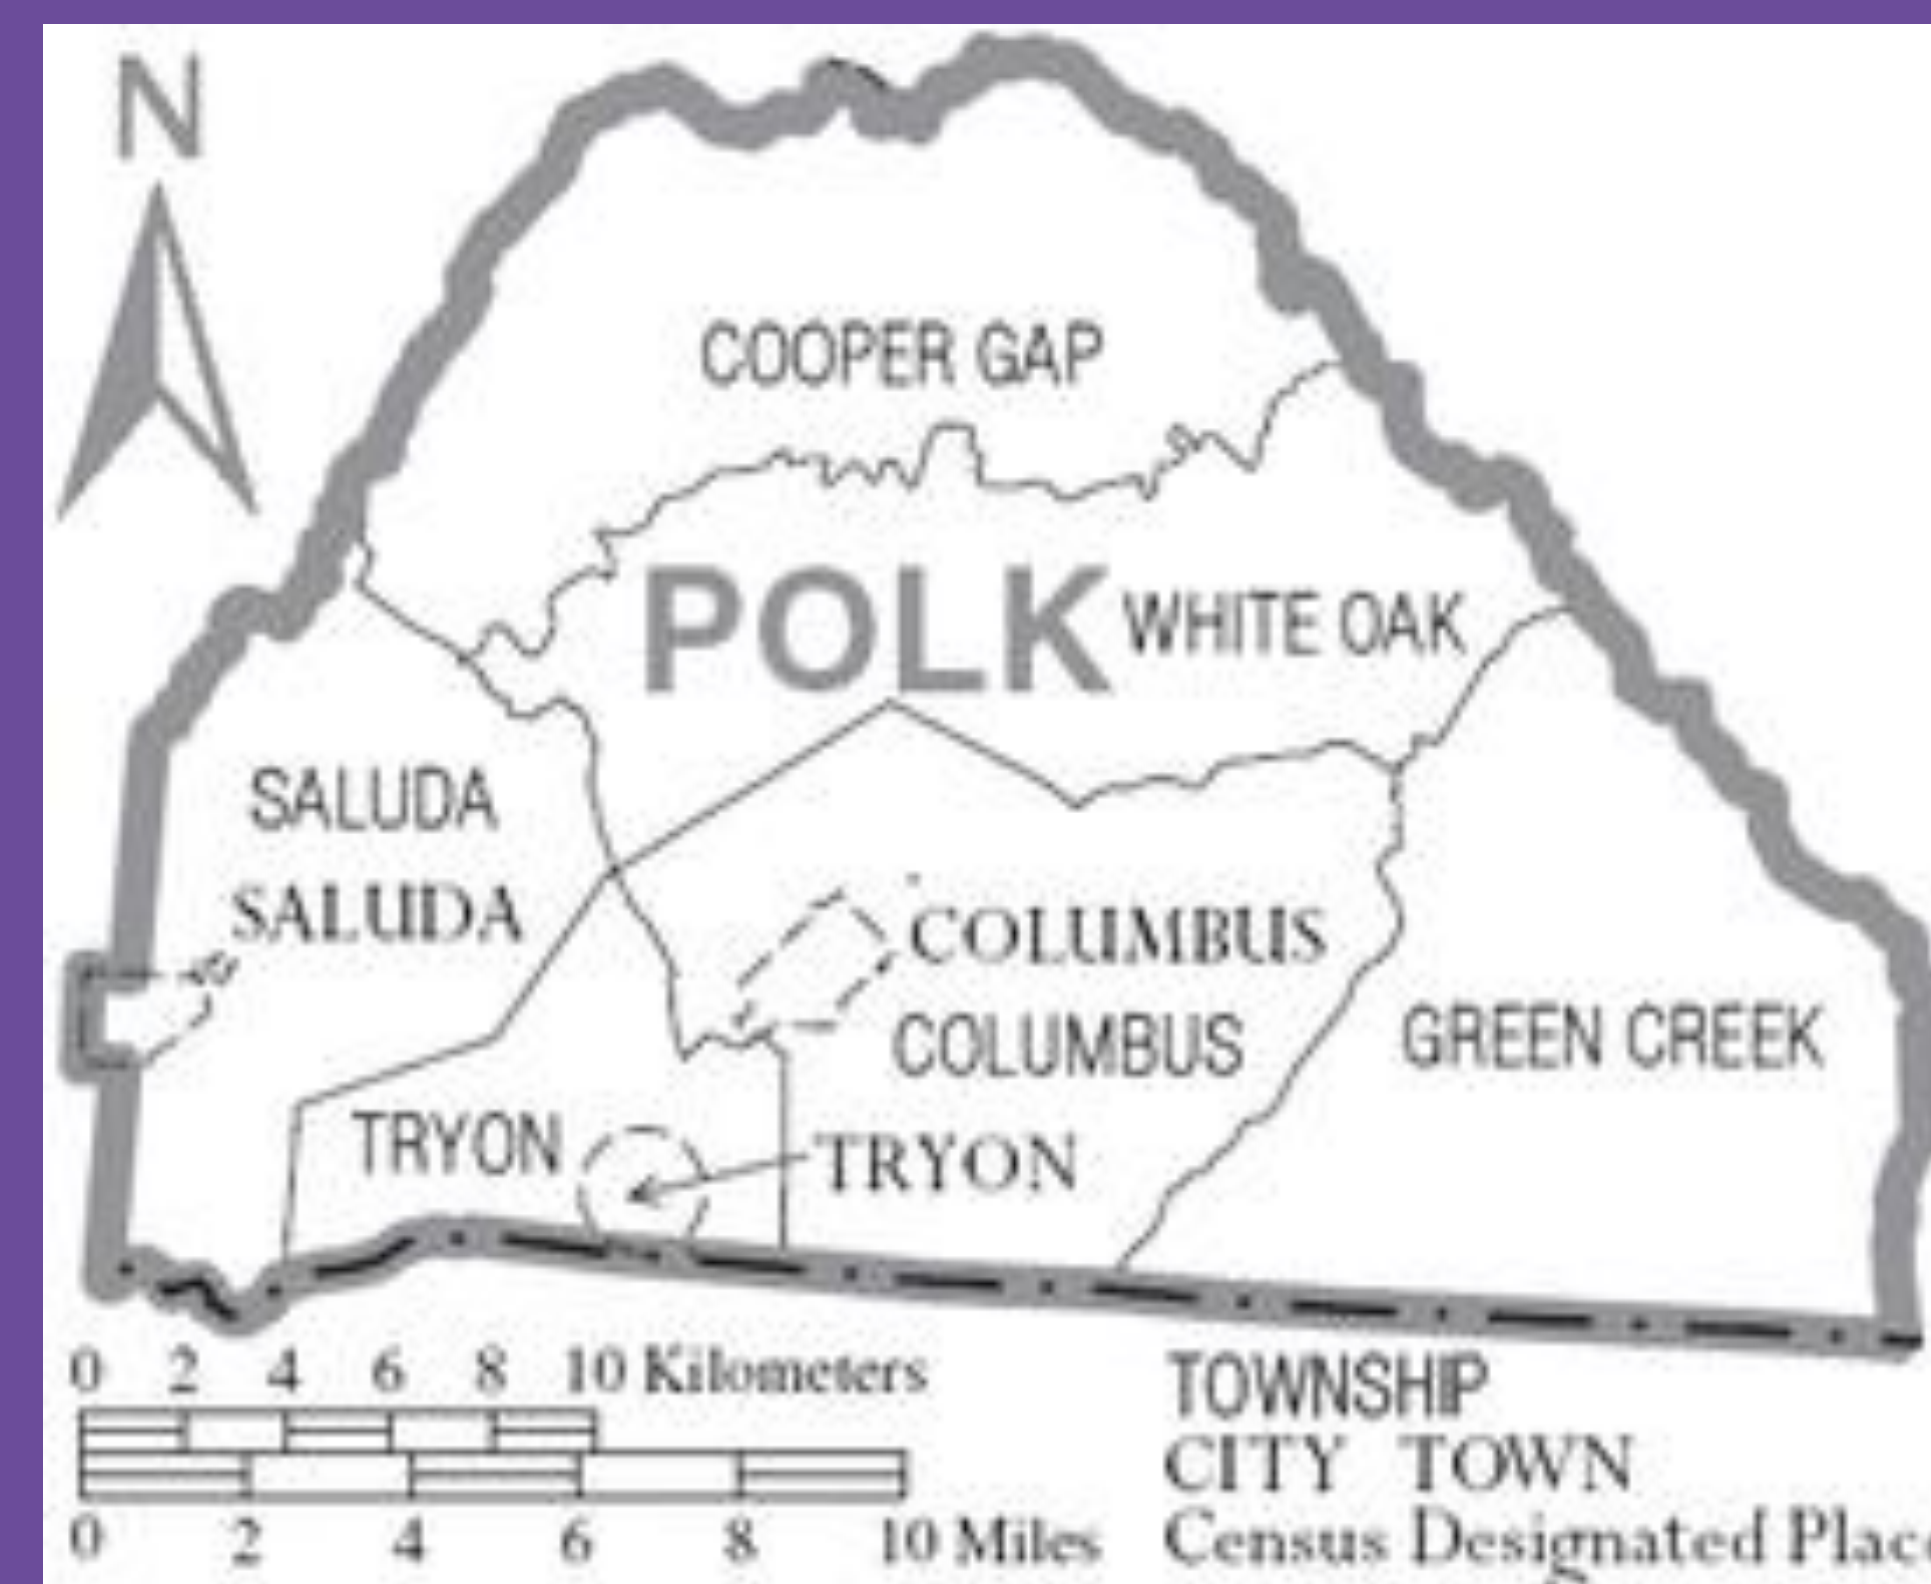 N
COOPER GAP
POLK WHITE OAK
SALUDA
SALUDA
COLUMBUS
COLUMBUS
GREEN CREEK
TRYON
TRYON
0 2 4 6 8 10 Kilometers
0 2 4 6 8 10 Miles
TOWNSHIP
CITY TOWN
Census Designated Plac